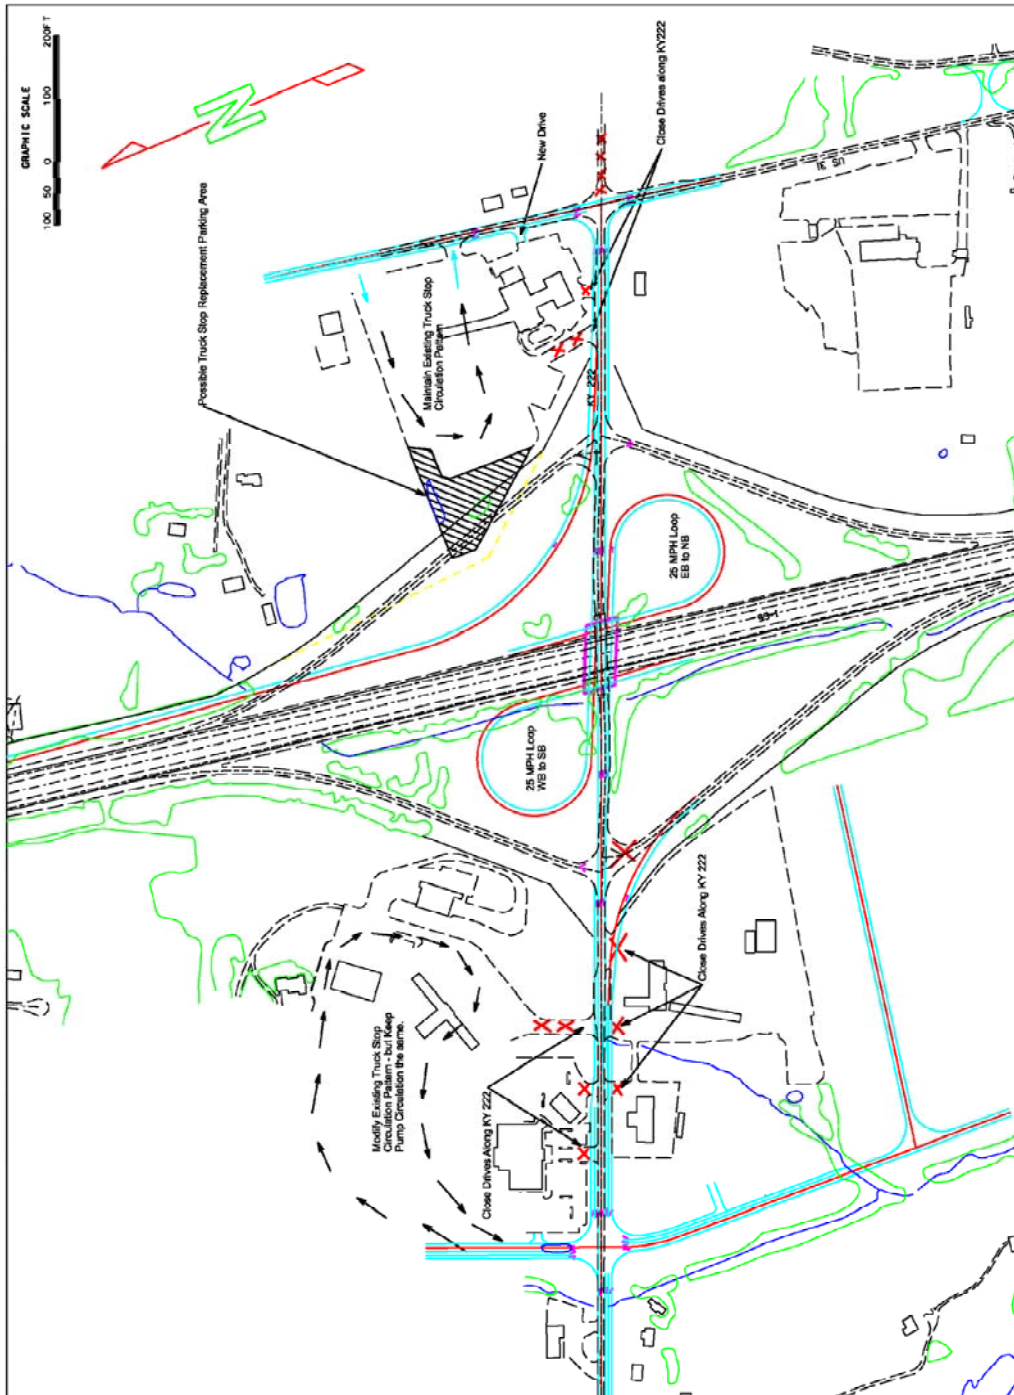 GRAPHIC SCALE
100 50 0 100 200FT
N
Possible Truck Stop Replacement Parking Area
Maintain Existing Truck Stop
Circulation Pattern
New Drive
Close Drives along KY222
KY 222
25 MPH Loop
EB to NB
25 MPH Loop
WB to SB
Modify Existing Truck Stop
Circulation Pattern - but Keep
Pump Circulation the same.
Close Drives Along KY 222
Close Drives Along KY 222